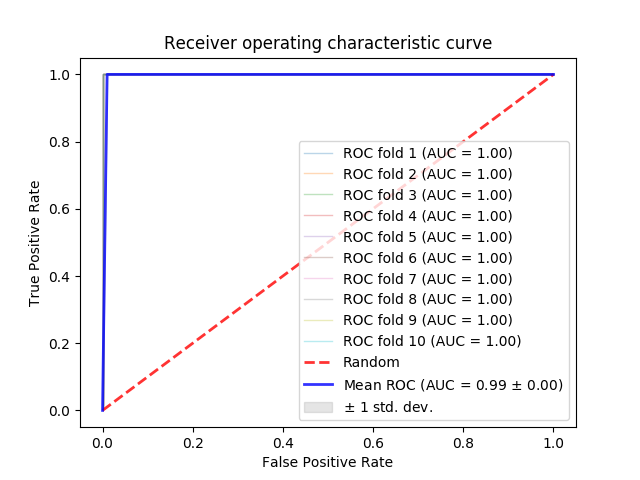 Receiver operating characteristic curve
1.0
0.8
0.6
0.4
0.2
0.0
True Positive Rate
ROC fold 1 (AUC = 1.00)
ROC fold 2 (AUC = 1.00)
ROC fold 3 (AUC = 1.00)
ROC fold 4 (AUC = 1.00)
ROC fold 5 (AUC = 1.00)
ROC fold 6 (AUC = 1.00)
ROC fold 7 (AUC = 1.00)
ROC fold 8 (AUC = 1.00)
ROC fold 9 (AUC = 1.00)
ROC fold 10 (AUC = 1.00)
Random
Mean ROC (AUC = 0.99 ± 0.00)
± 1 std. dev.
0.0 0.2 0.4 0.6 0.8 1.0
False Positive Rate